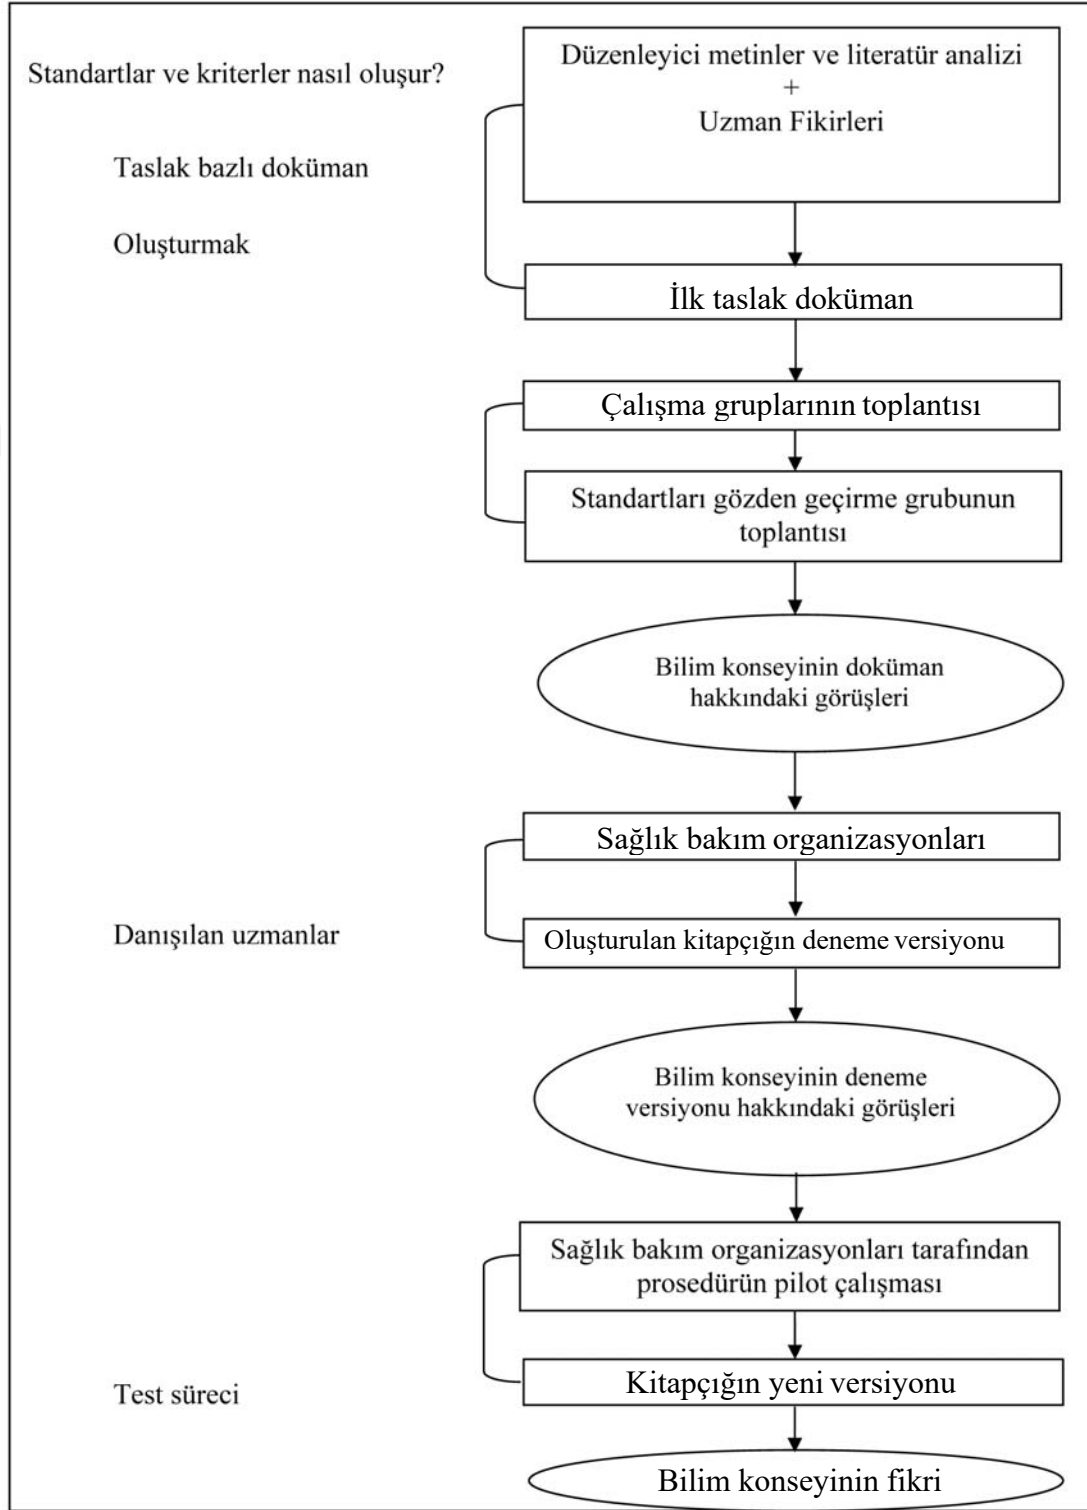 Standartlar ve kriterler nasıl oluşur?
Düzenleyici metinler ve literatür analizi
+
Uzman Fikirleri
Taslak bazlı doküman
Oluşturmak
İlk taslak doküman
Çalışma gruplarının toplantısı
Standartları gözden geçirme grubunun
toplantısı
Bilim konseyinin doküman
hakkındaki görüşleri
Sağlık bakım organizasyonları
Danışılan uzmanlar
Oluşturulan kitapçığın deneme versiyonu
Bilim konseyinin deneme
versiyonu hakkındaki görüşleri
Sağlık bakım organizasyonları tarafından
prosedürün pilot çalışması
Test süreci
Kitapçığın yeni versiyonu
Bilim konseyinin fikri